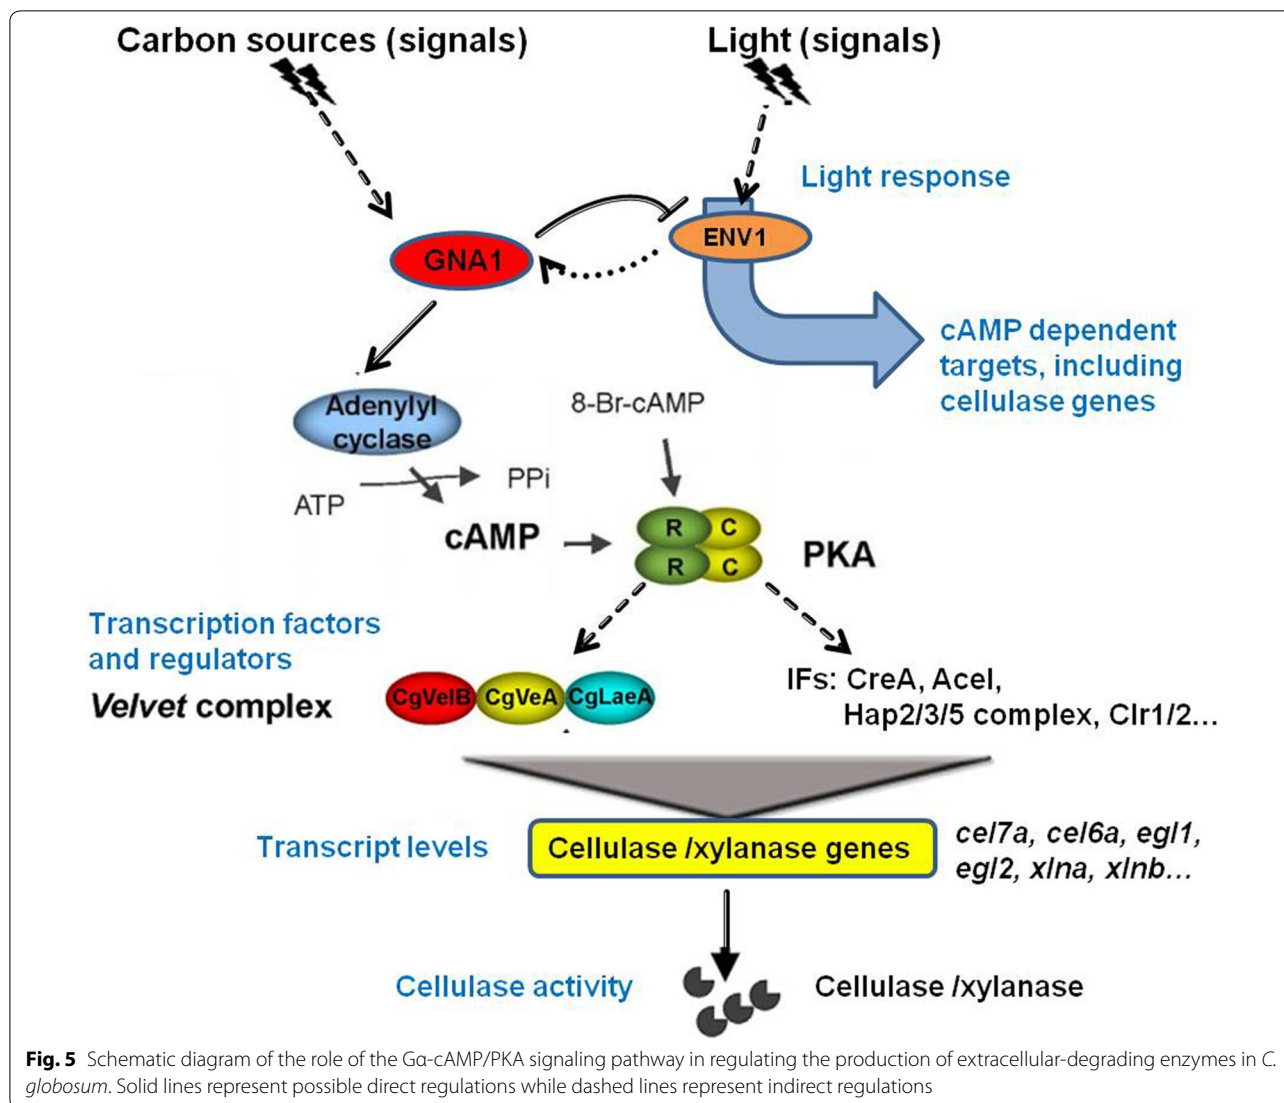 Carbon sources (signals)
Light (signals)
Light response
GNA1
ENV1
cAMP dependent
targets, including
cellulase genes
Adenylyl
cyclase
8-Br-cAMP
ATP
PPi
cAMP
R
C
R
C
PKA
Transcription factors
and regulators
Velvet complex
CgVelB
CgVeA
CgLaeA
IFs: CreA, AceI,
Hap2/3/5 complex, Clr1/2...
Transcript levels
Cellulase /xylanase genes
cel7a, cel6a, egl1,
egl2, xlna, xlnb...
Cellulase activity
Cellulase /xylanase
Fig. 5 Schematic diagram of the role of the Gα-cAMP/PKA signaling pathway in regulating the production of extracellular-degrading enzymes in C.
globosum. Solid lines represent possible direct regulations while dashed lines represent indirect regulations